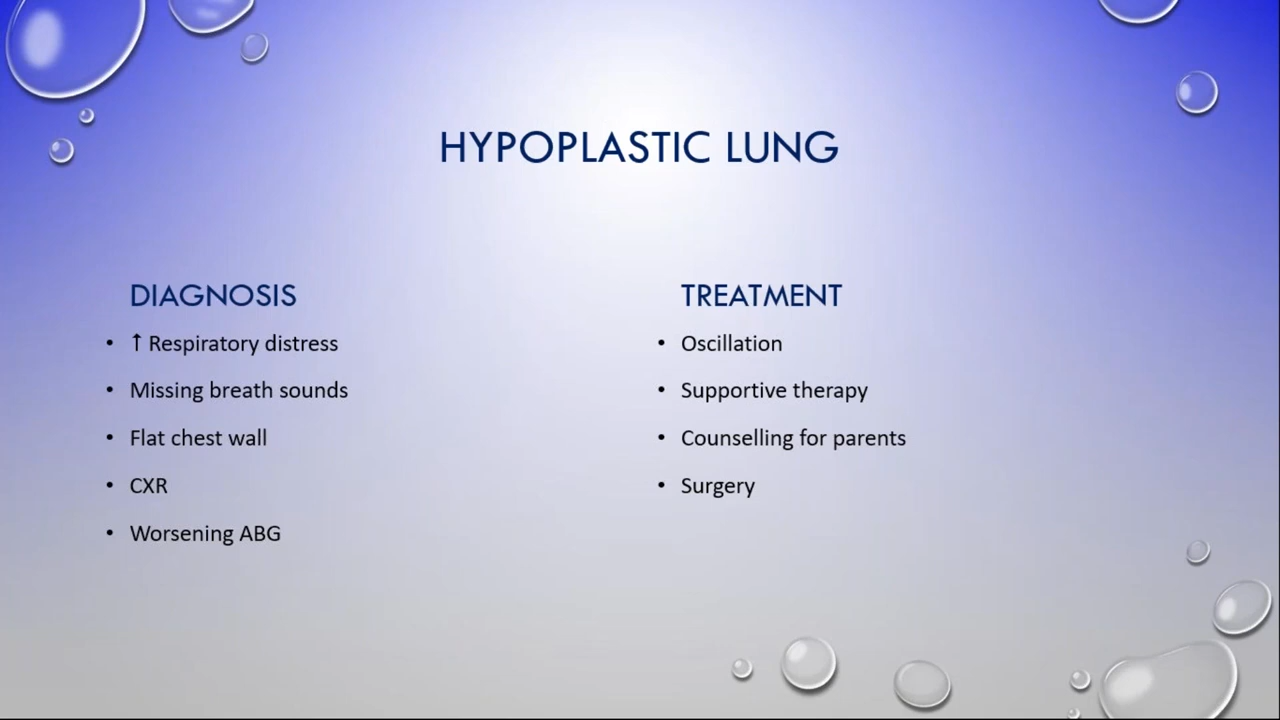 HYPOPLASTIC LUNG
DIAGNOSIS
• ↑ Respiratory distress
• Missing breath sounds
• Flat chest wall
• CXR
• Worsening ABG
TREATMENT
• Oscillation
• Supportive therapy
• Counselling for parents
• Surgery